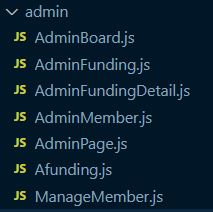 admin
JS AdminBoard.js
JS AdminFunding.js
JS AdminFundingDetail.js
JS AdminMember.js
JS AdminPage.js
JS Afunding.js
JS ManageMember.js